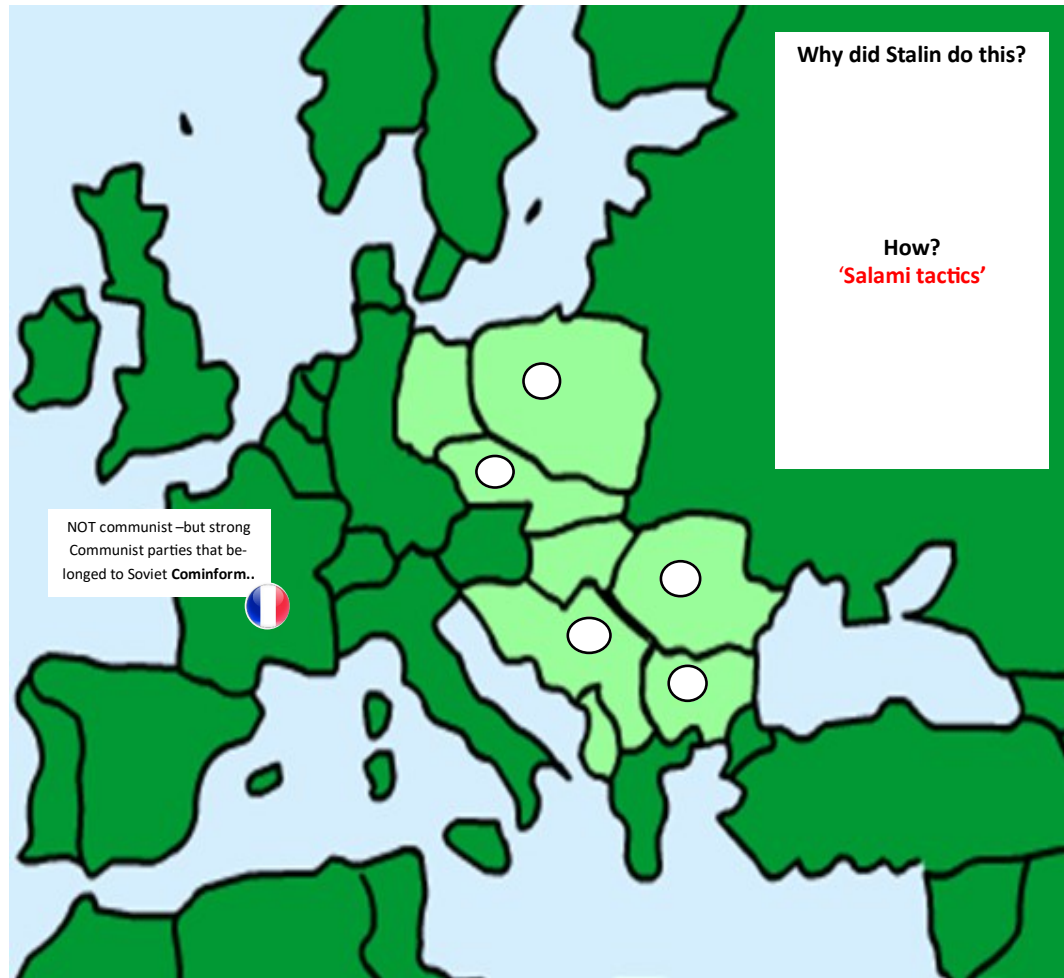 Why did Stalin do this?
How?
‘Salami tactics’
NOT communist –but strong
Communist parties that be-
longed to Soviet Cominform..